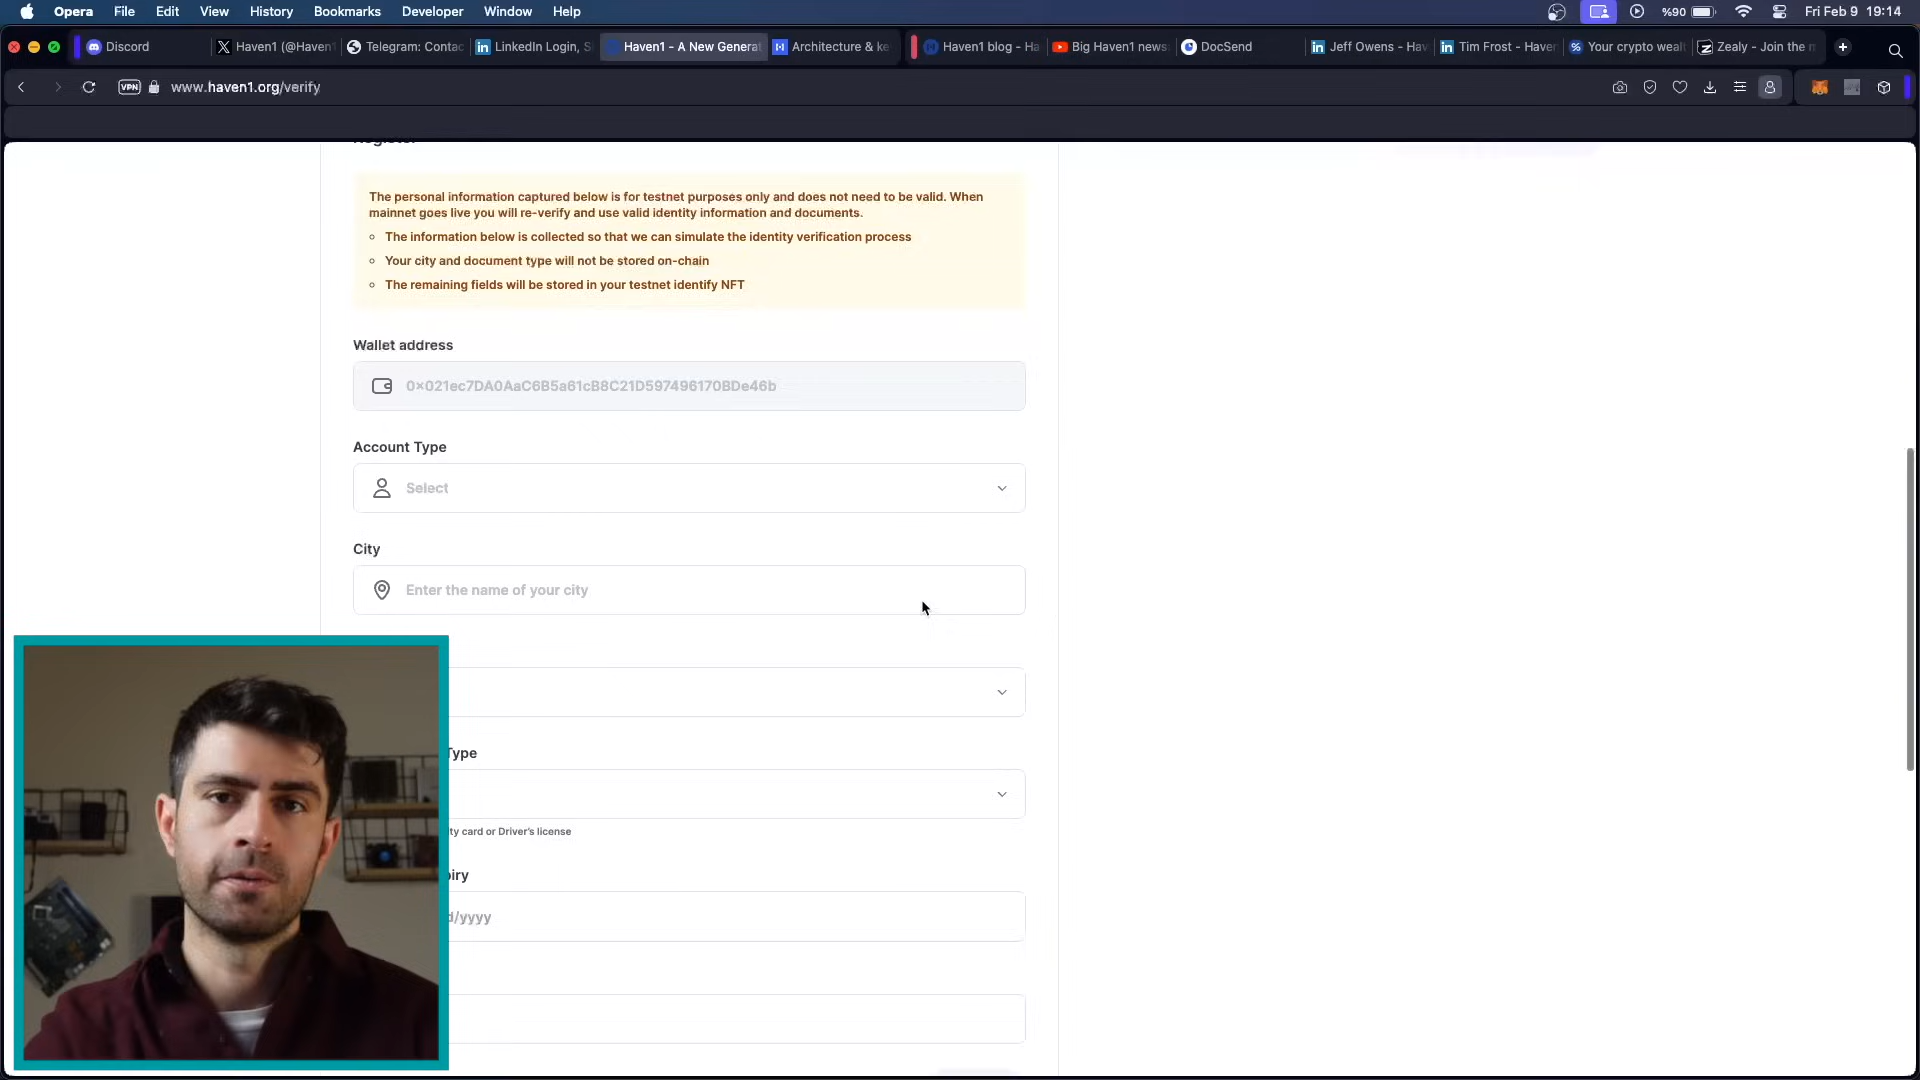 Opera File Edit View History Bookmarks Developer Window Help %90 Fri Feb 9 19:14
Discord Haven1 (@Haven Telegram: Contac LinkedIn Login, S Haven1 - A New Generat Architecture & ke Haven1 blog - Ha Big Haven1 news DocSend Jeff Owens - Hav Tim Frost - Haver Your crypto weal Zealy - Join the m
VPN www.haven1.org/verify
Register
The personal information captured below is for testnet purposes only and does not need to be valid. When
mainnet goes live you will re-verify and use valid identity information and documents.
The information below is collected so that we can simulate the identity verification process
Your city and document type will not be stored on-chain
The remaining fields will be stored in your testnet identify NFT
Wallet address
0×021ec7DA0AaC6B5a61cB8C21D597496170BDe46b
Account Type
Select
City
Enter the name of your city
Type
ty card or Driver's license
piry
d/yyyy